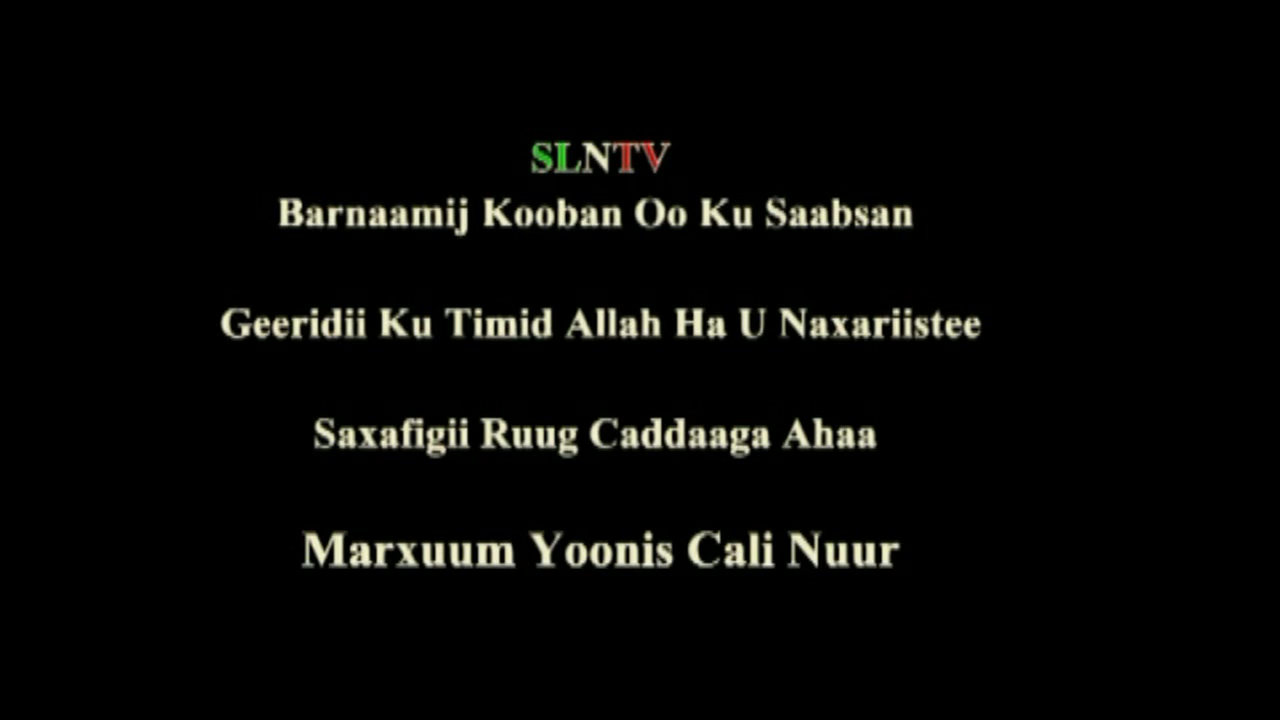 SLNTV
Barnaamij Kooban Oo Ku Saabsan
Geeridii Ku Timid Allah Ha U Naxariistee
Saxafigii Ruug Caddaaga Ahaa
Marxuum Yoonis Cali Nuur